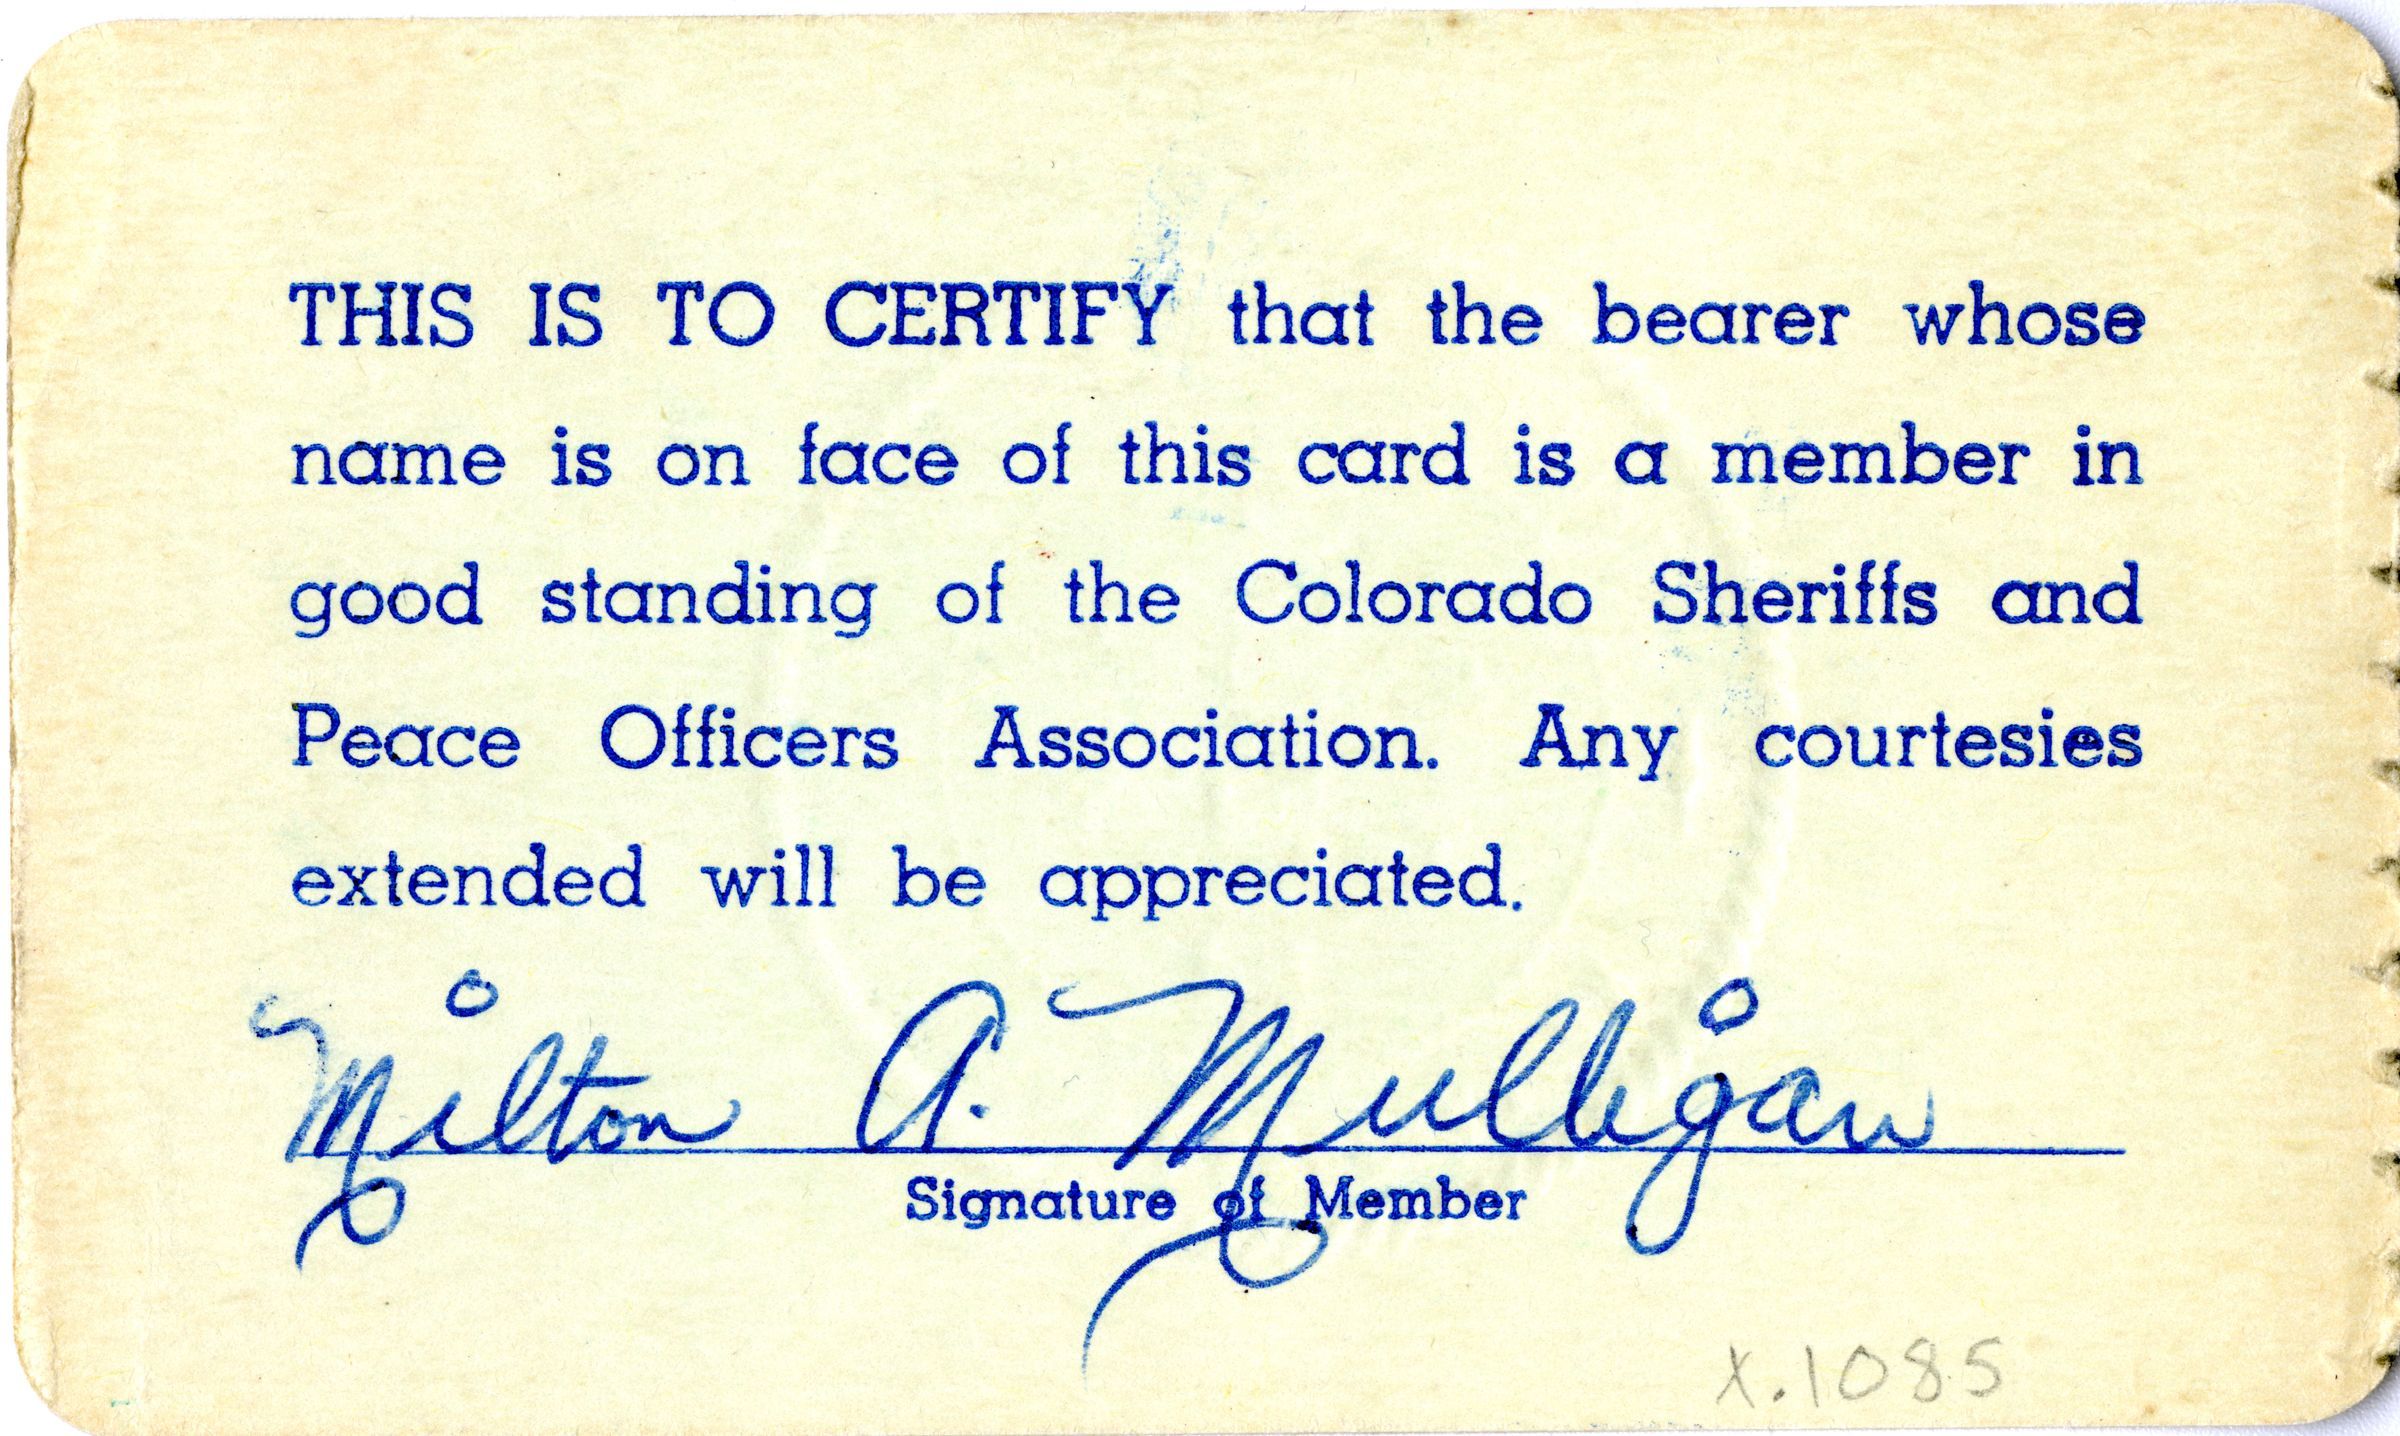 THIS IS TO CERTIFY that the bearer whose
name is on face of this card is a member in
good standing of the Colorado Sheriffs and
Peace Officers Association. Any courtesies
extended will be appreciated.
Milton A. Mulligan
Signature of Member
X.1085